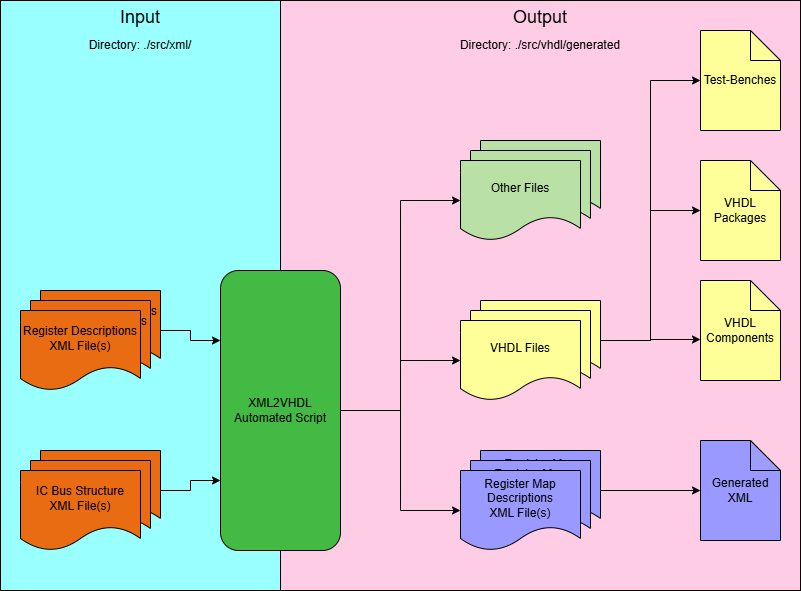 Input
Directory: ./src/xml/
Output
Directory: ./src/vhdl/generated
Test-Benches
Other Files
VHDL
Packages
Register Descriptions
XML File(s)
s
s
VHDL Files
VHDL
Components
XML2VHDL
Automated Script
IC Bus Structure
XML File(s)
Register Map
Descriptions
XML File(s)
Generated
XML